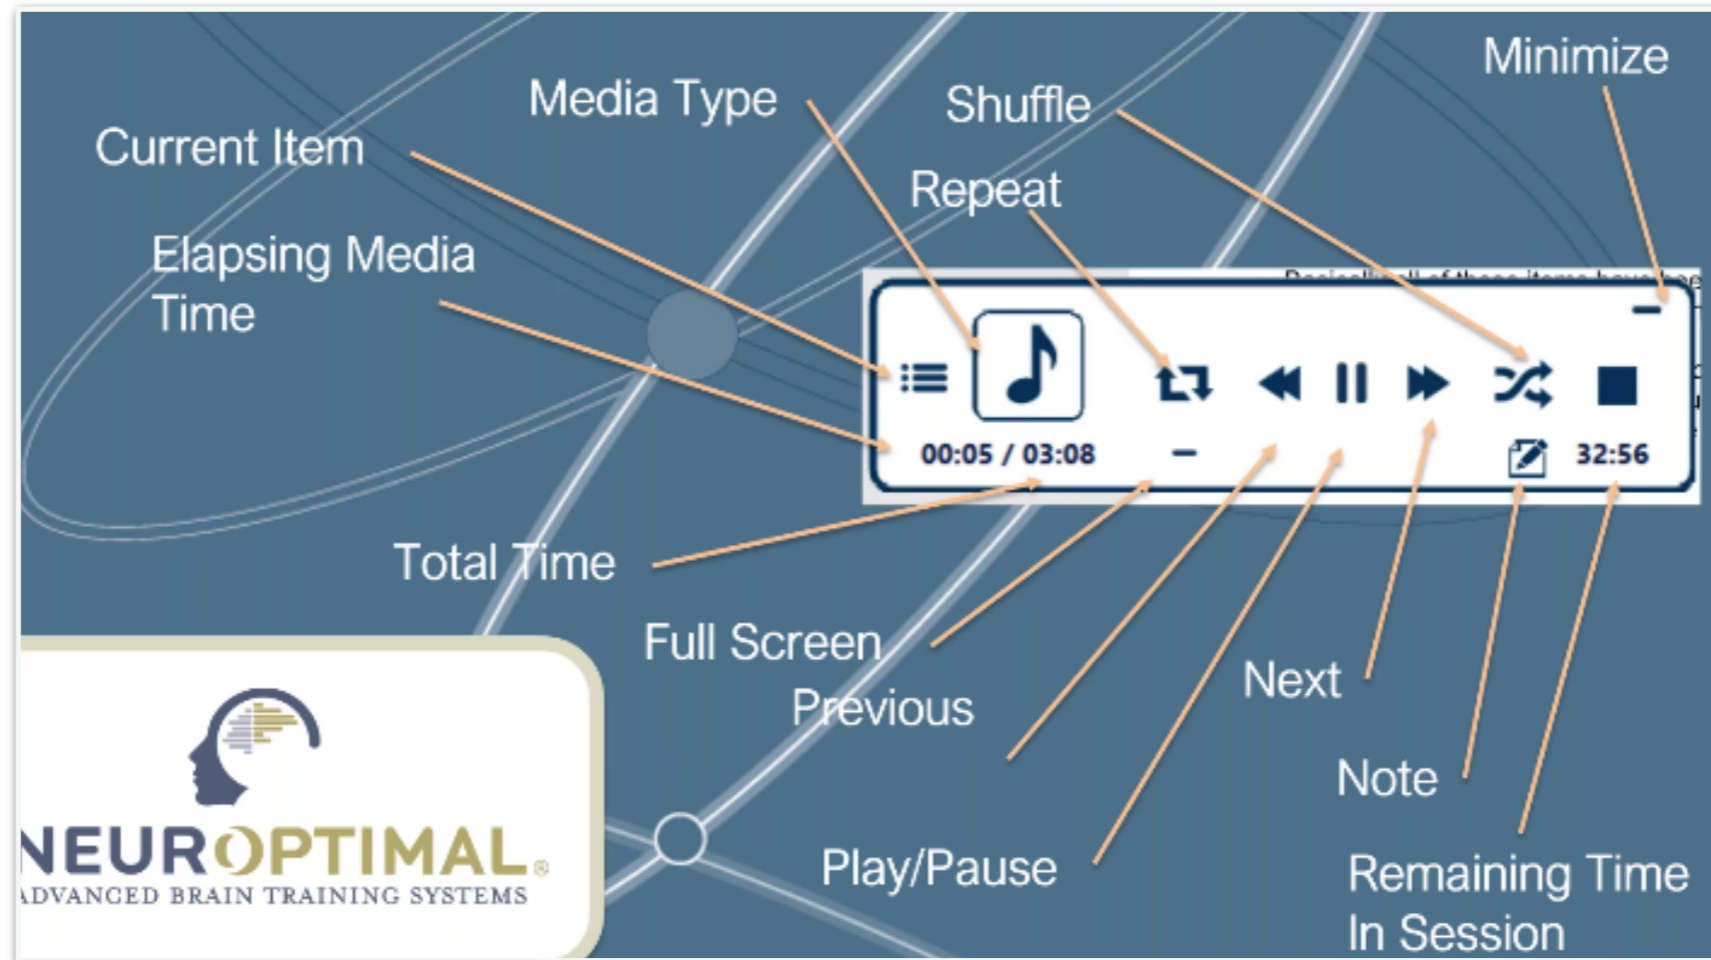 Minimize
Media Type
Shuffle
Current Item
Repeat
Elapsing Media
Time
00:05 / 03:08
32:56
Total Time
Full Screen
Previous
Next
Note
Play/Pause
Remaining Time
In Session
NEUROPTIMAL®
ADVANCED BRAIN TRAINING SYSTEMS